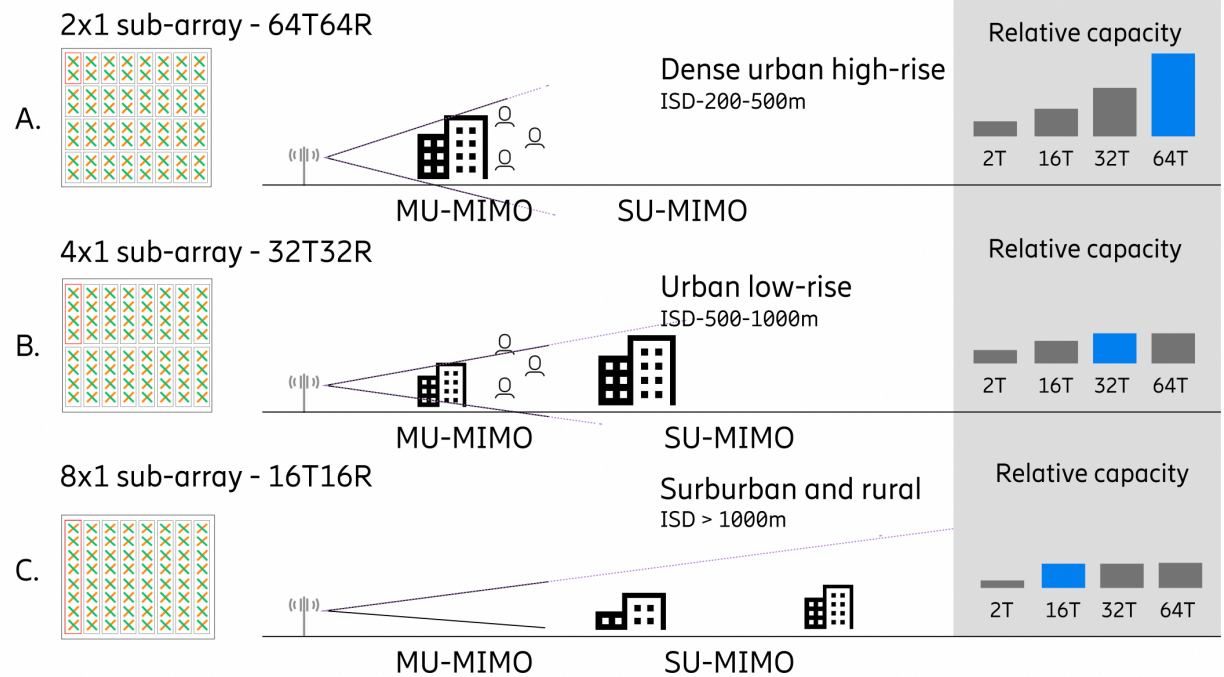 2x1 sub-array - 64T64R
A.
Dense urban high-rise
ISD-200-500m
MU-MIMO
SU-MIMO
Relative capacity
2T
16T
32T
64T
4x1 sub-array - 32T32R
B.
Urban low-rise
ISD-500-1000m
MU-MIMO
SU-MIMO
Relative capacity
2T
16T
32T
64T
8x1 sub-array - 16T16R
C.
Surburban and rural
ISD > 1000m
MU-MIMO
SU-MIMO
Relative capacity
2T
16T
32T
64T